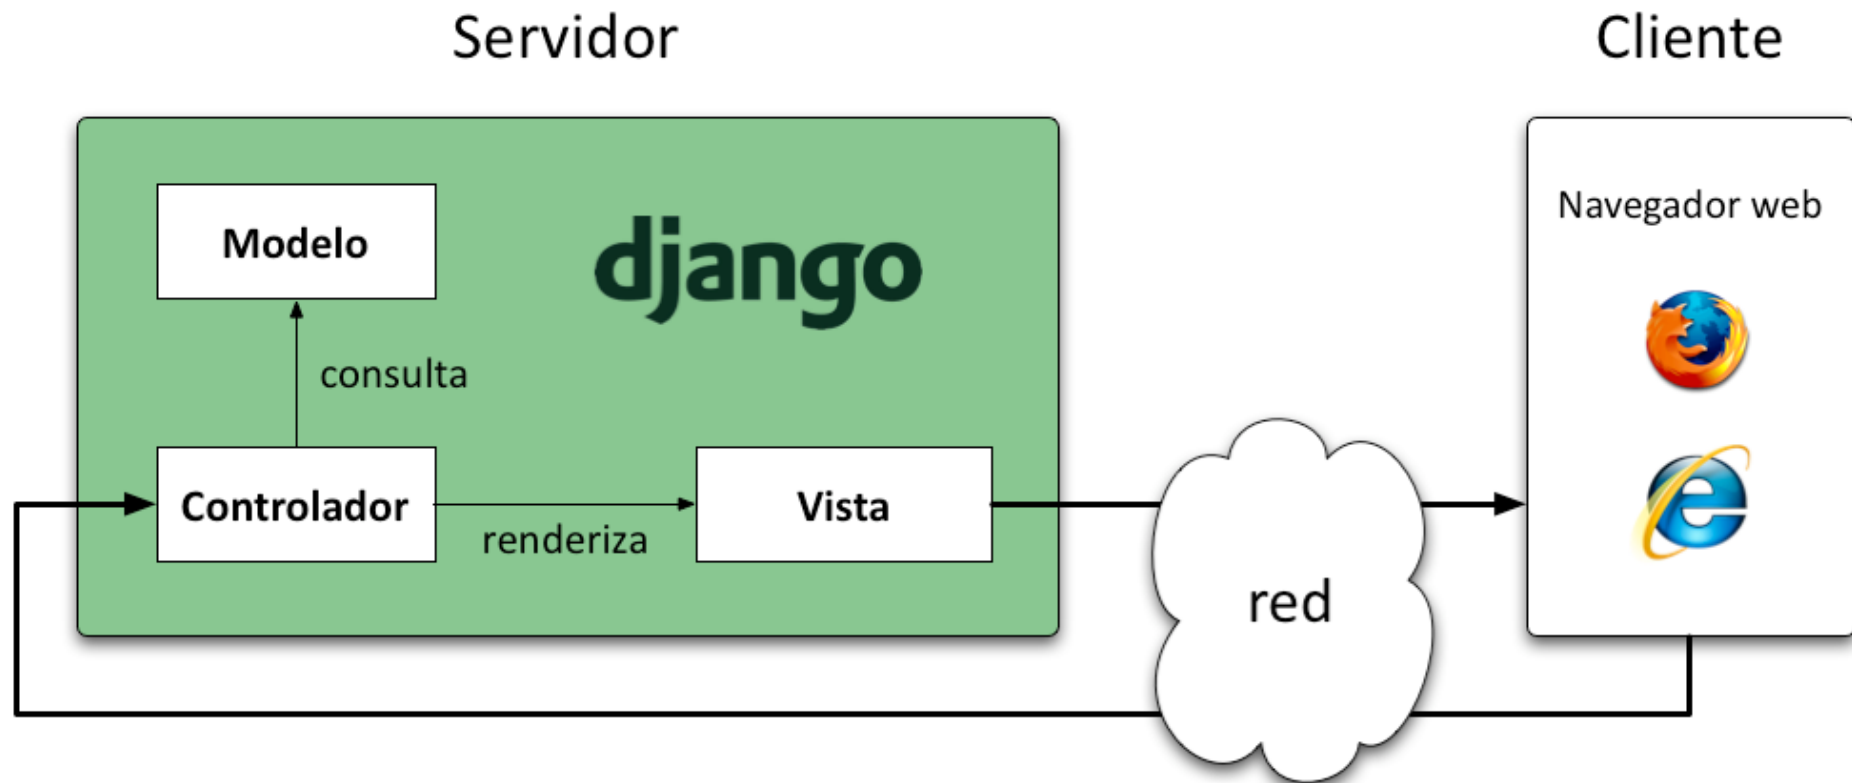 Servidor
Cliente
Modelo
django
Navegador web
consulta
Controlador
renderiza
Vista
red